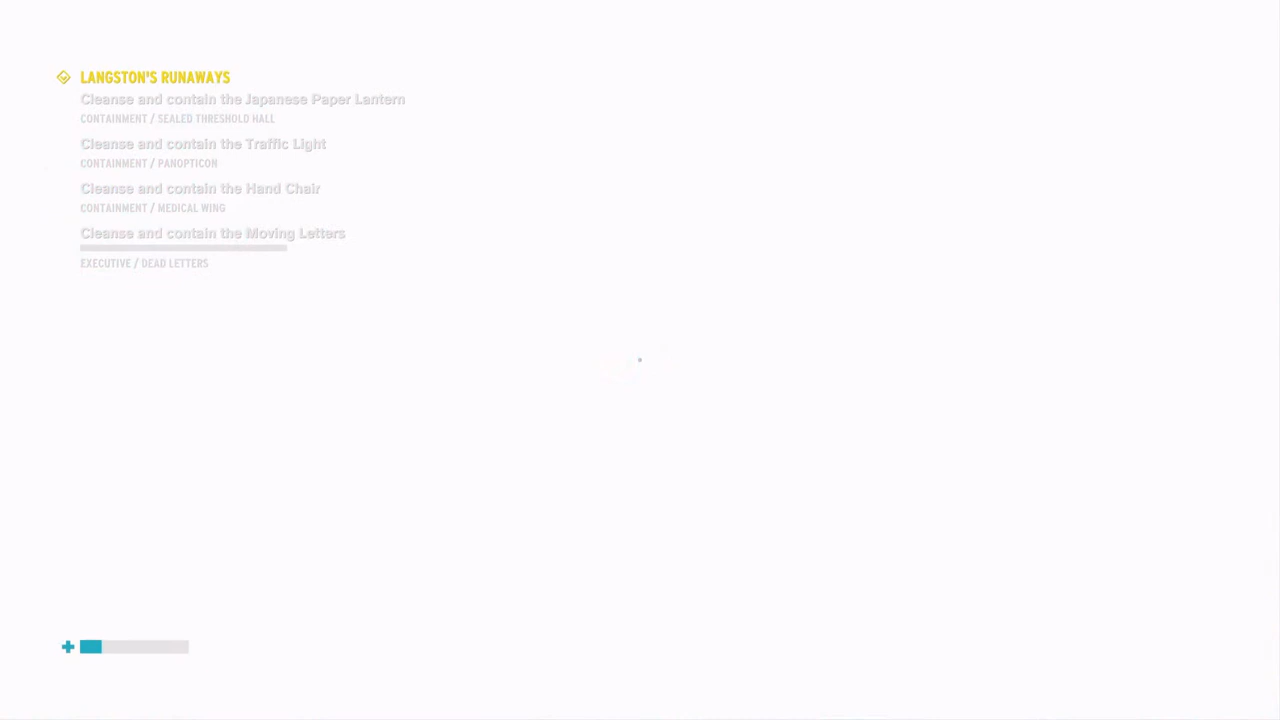 LANGSTON'S RUNAWAYS
Cleanse and contain the Japanese Paper Lantern
CONTAINMENT / SEALED THRESHOLD HALL
Cleanse and contain the Traffic Light
CONTAINMENT / PANOPTICON
Cleanse and contain the Hand Chair
CONTAINMENT / MEDICAL WING
Cleanse and contain the Moving Letters
EXECUTIVE / DEAD LETTERS